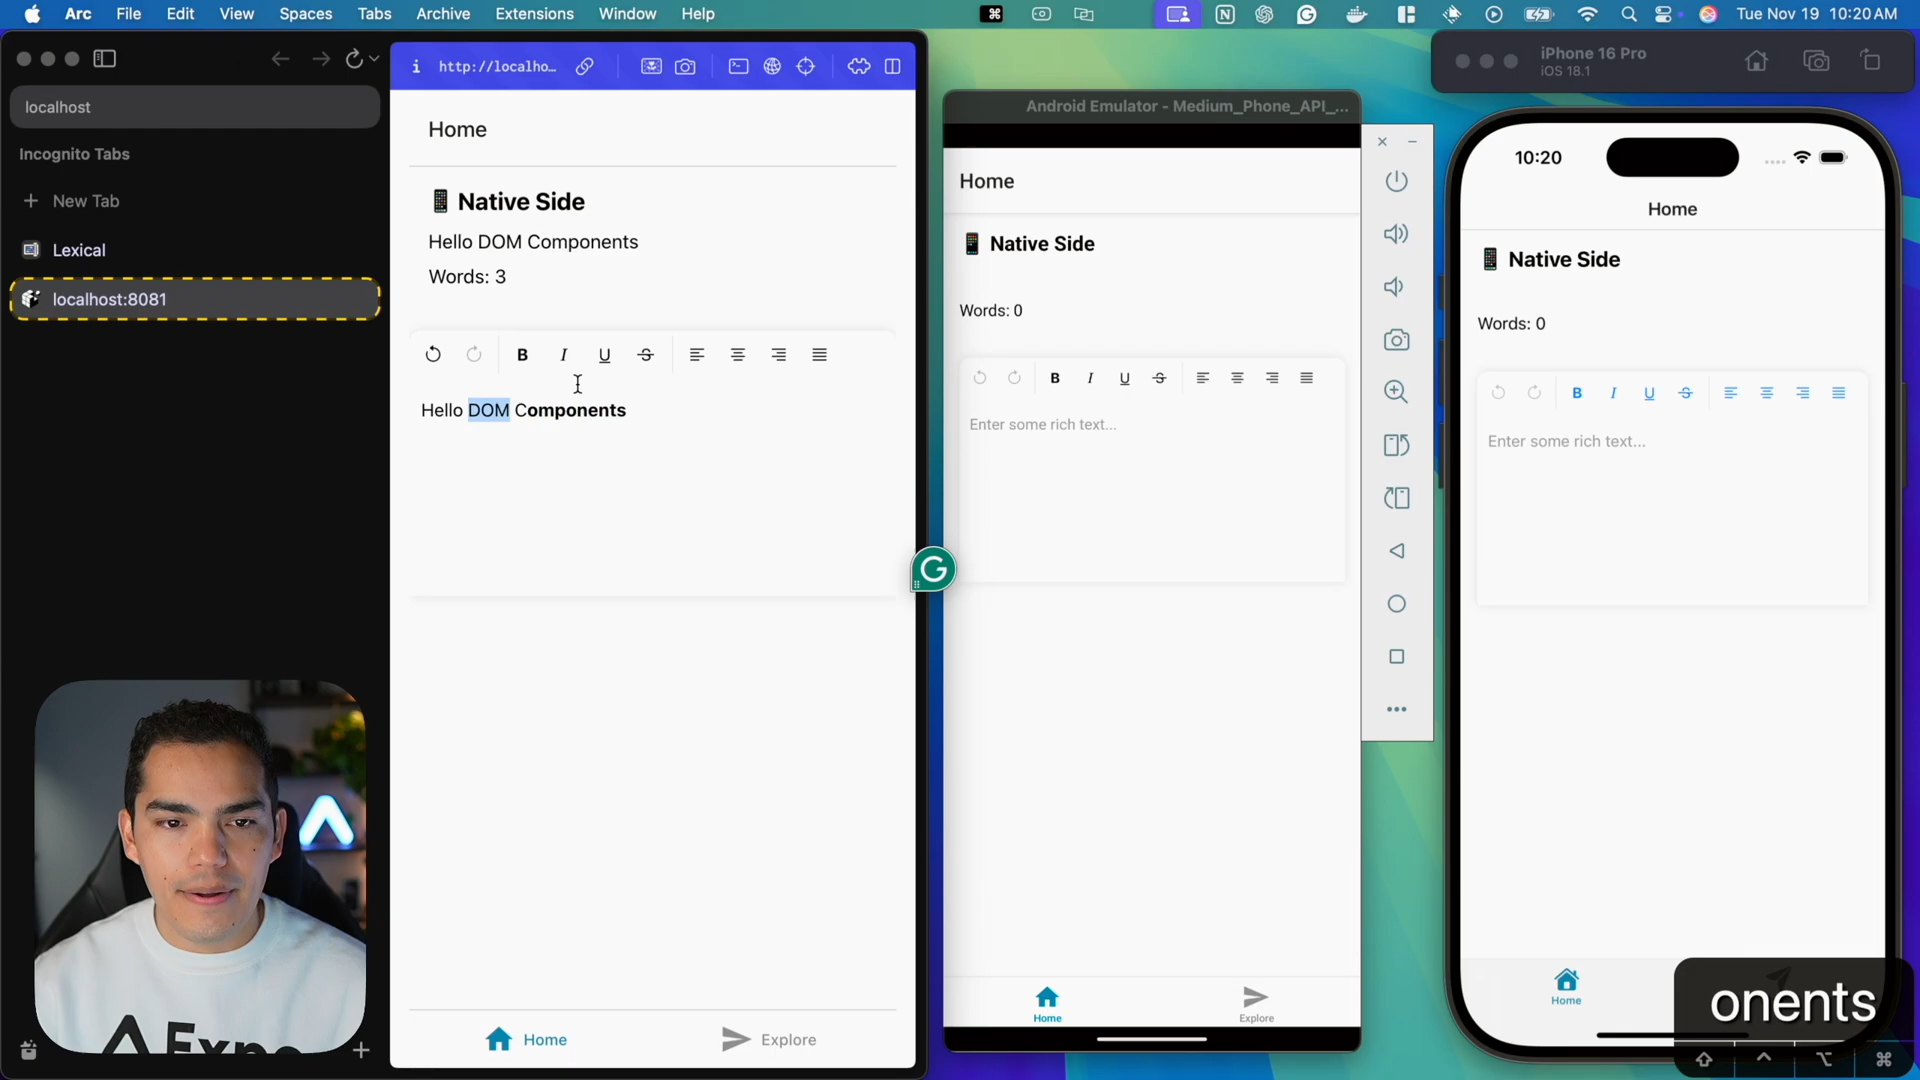 Arc File Edit View Spaces Tabs Archive Extensions Window Help
Tue Nov 19 10:20 AM
localhost
Incognito Tabs
New Tab
Lexical
localhost:8081
http://localho...
Home
Native Side
Hello DOM Components
Words: 3
B I U S
Hello DOM Components
Home
Explore
Android Emulator - Medium_Phone_API_...
Home
Native Side
Words: 0
B I U S
Enter some rich text...
Home
Explore
iPhone 16 Pro
iOS 18.1
10:20
Home
Native Side
Words: 0
B I U S
Enter some rich text...
Home
onents